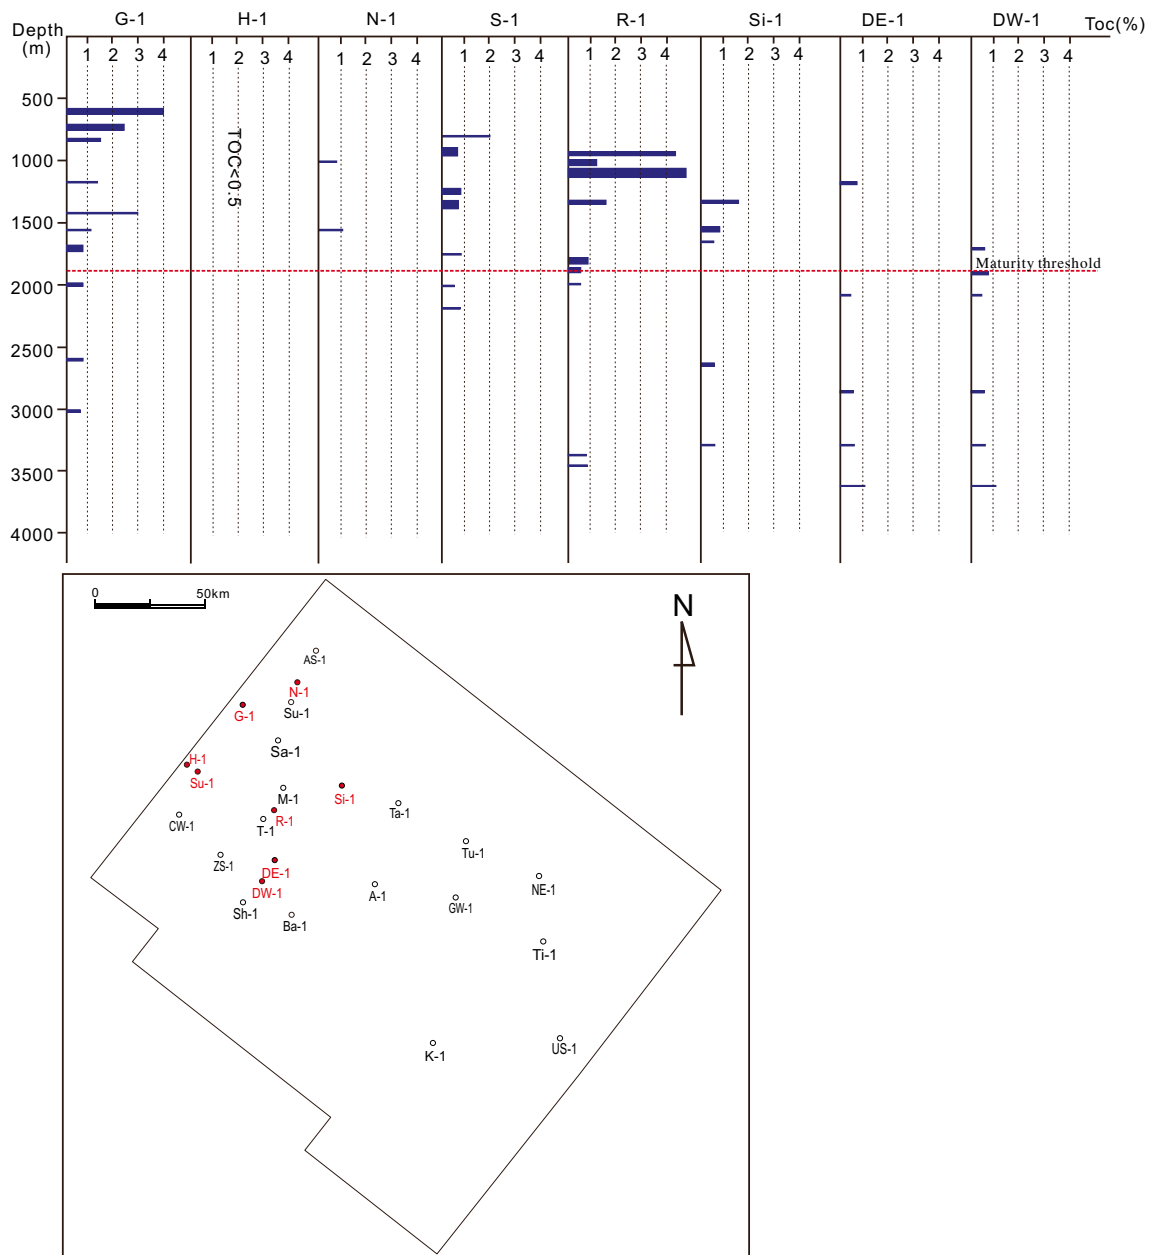 G-1 H-1 N-1 S-1 R-1 Si-1 DE-1 DW-1 Toc(%)
Depth
(m)
1 2 3 4 1 2 3 4 1 2 3 4 1 2 3 4 1 2 3 4 1 2 3 4 1 2 3 4 1 2 3 4
500
1000
1500
2000
2500
3000
3500
4000
TOC<0.5
Maturity threshold
0 50km
N
AS-1
N-1
Su-1
G-1
Sa-1
H-1
Su-1
M-1
Si-1
Ta-1
R-1
CW-1
T-1
Tu-1
ZS-1
DE-1
NE-1
DW-1
A-1
GW-1
Sh-1
Ba-1
Ti-1
K-1
US-1